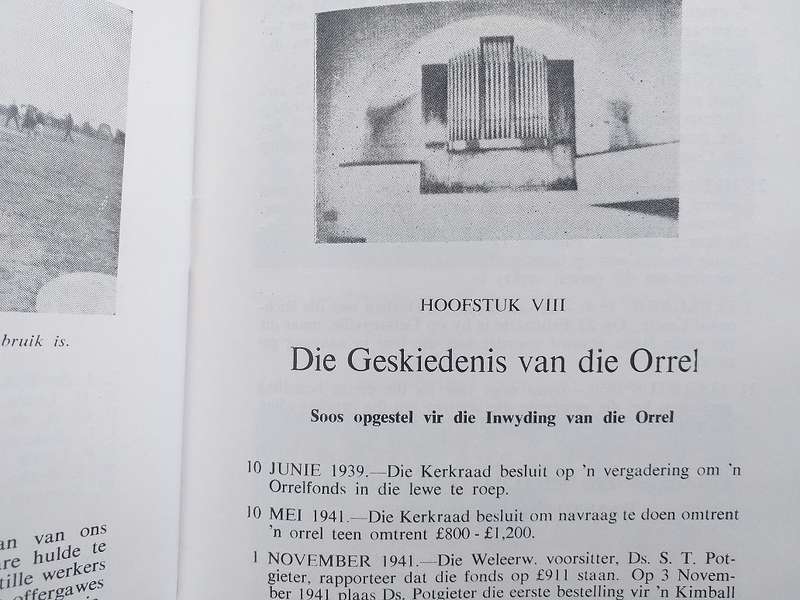 bruik is.
an van ons
are hulde te
tille werkers
offergawes
HOOFSTUK VIII
Die Geskiedenis van die Orrel
Soos opgestel vir die Inwyding van die Orrel
10 JUNIE 1939.—Die Kerkraad besluit op 'n vergadering om 'n
Orrelfonds in die lewe te roep.
10 MEI 1941.—Die Kerkraad besluit om navraag te doen omtrent
'n orrel teen omtrent £800 - £1,200.
1 NOVEMBER 1941.—Die Weleerw. voorsitter, Ds. S. T. Pot-
gieter, rapporteer dat die fonds op £911 staan. Op 3 Novem-
ber 1941 plaas Ds. Potgieter die eerste bestelling vir 'n Kimball